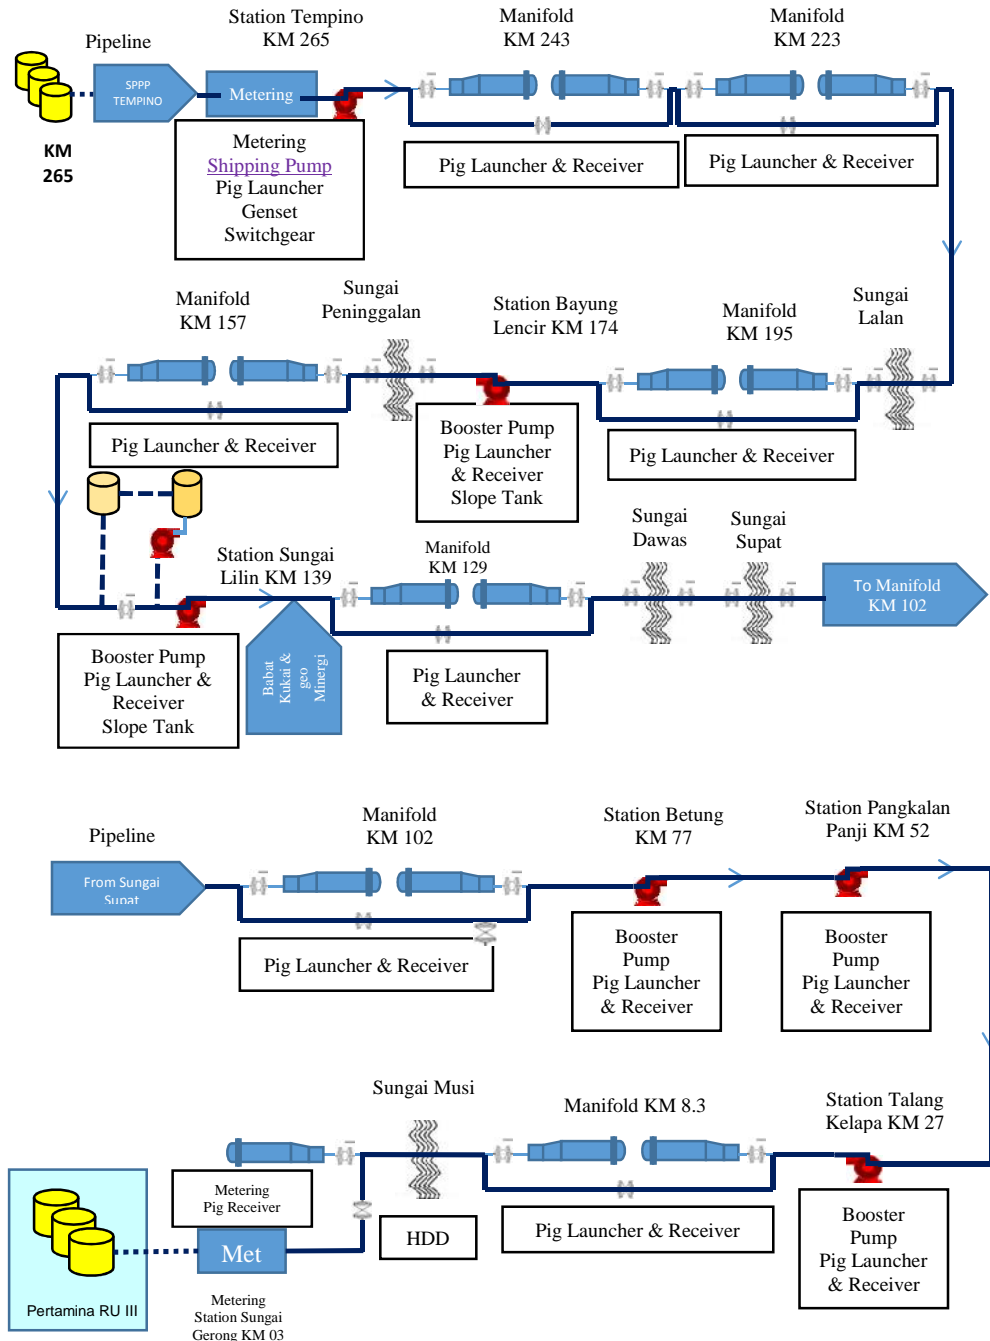 Pipeline
Station Tempino
KM 265
Manifold
KM 243
Manifold
KM 223
SPPP
TEMPINO
Metering
KM
265
Metering
Shipping Pump
Pig Launcher
Genset
Switchgear
Pig Launcher & Receiver
Pig Launcher & Receiver
Manifold
KM 157
Sungai
Peninggalan
Station Bayung
Lencir KM 174
Manifold
KM 195
Sungai
Lalan
Pig Launcher & Receiver
Booster Pump
Pig Launcher
& Receiver
Slope Tank
Pig Launcher & Receiver
Station Sungai
Lilin KM 139
Manifold
KM 129
Sungai
Dawas
Sungai
Supat
To Manifold
KM 102
Booster Pump
Pig Launcher &
Receiver
Slope Tank
Babat
Kukai &
geo
Minergi
Pig Launcher
& Receiver
Pipeline
Manifold
KM 102
Station Betung
KM 77
Station Pangkalan
Panji KM 52
From Sungai
Supat
Pig Launcher & Receiver
Booster
Pump
Pig Launcher
& Receiver
Booster
Pump
Pig Launcher
& Receiver
Sungai Musi
Manifold KM 8.3
Station Talang
Kelapa KM 27
Metering
Pig Receiver
Met
HDD
Pig Launcher & Receiver
Booster
Pump
Pig Launcher
& Receiver
Pertamina RU III
Metering
Station Sungai
Gerong KM 03